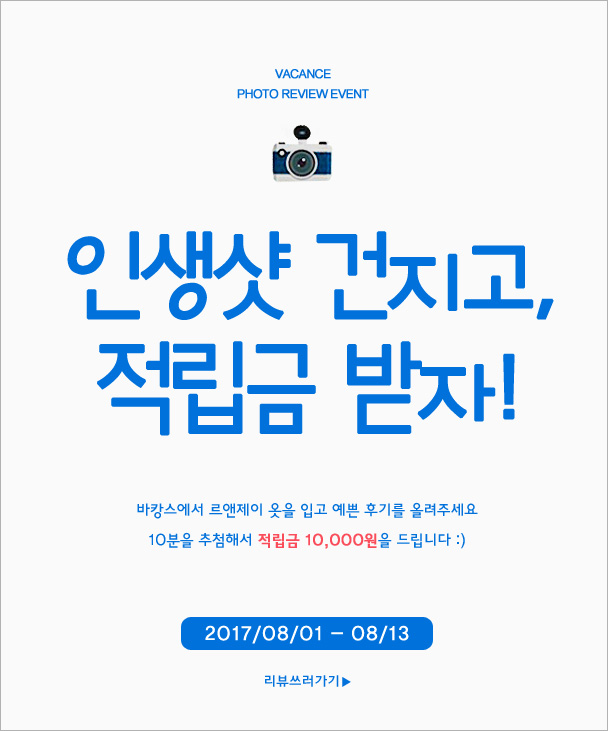 VACANCE
PHOTO REVIEW EVENT
인생샷 건지고,
적립금 받자!
바캉스에서 르앤제이 옷을 입고 예쁜 후기를 올려주세요
10분을 추첨해서 적립금 10,000원을 드립니다 :)
2017/08/01 – 08/13
리뷰쓰러가기▶